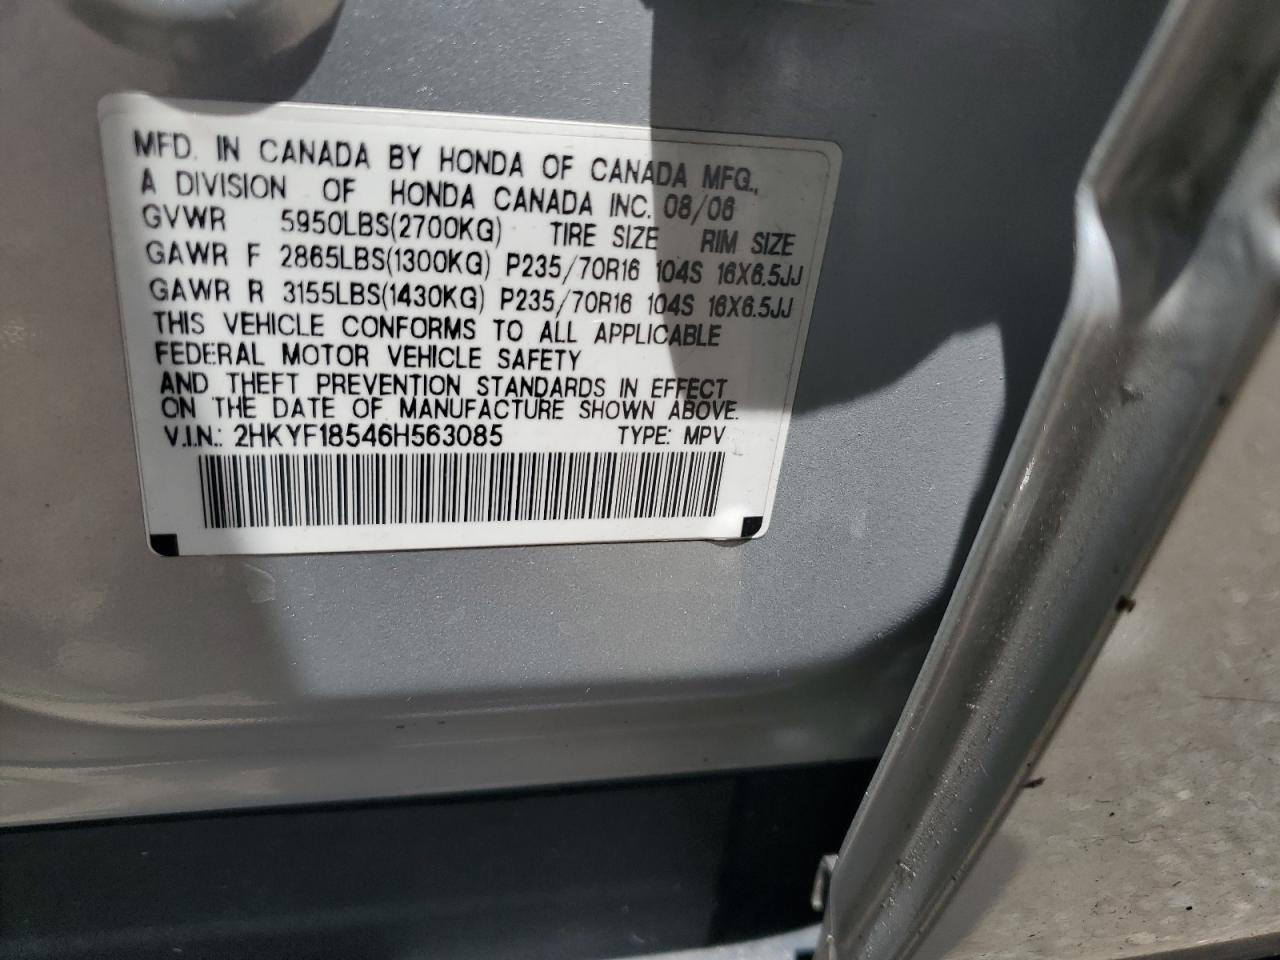 MFD. IN CANADA BY HONDA OF CANADA MFG.,
A DIVISION OF HONDA CANADA INC. 08/06
GVWR 5950LBS(2700KG) TIRE SIZE RIM SIZE
GAWR F 2865LBS(1300KG) P235/70R16 104S 16X6.5JJ
GAWR R 3155LBS(1430KG) P235/70R16 104S 16X6.5JJ
THIS VEHICLE CONFORMS TO ALL APPLICABLE
FEDERAL MOTOR VEHICLE SAFETY
AND THEFT PREVENTION STANDARDS IN EFFECT
ON THE DATE OF MANUFACTURE SHOWN ABOVE.
V.I.N.: 2HKYF18546H563085 TYPE: MPV